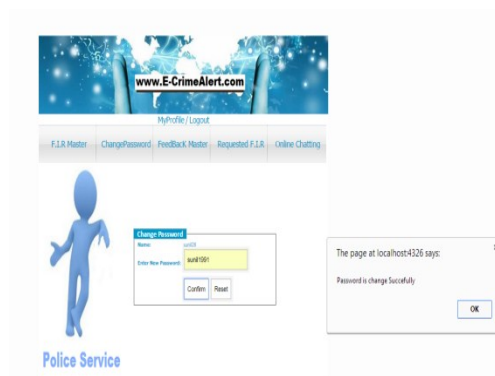 www.E-CrimeAlert.com
MyProfile / Logout
F.I.R Master ChangePassword FeedBacK Master Requested F.I.R Online Chatting
Change Password
Name:
Enter New Password: sunil1991
Confirm Reset
Police Service
The page at localhost:4326 says:
Password is change Succefully
OK